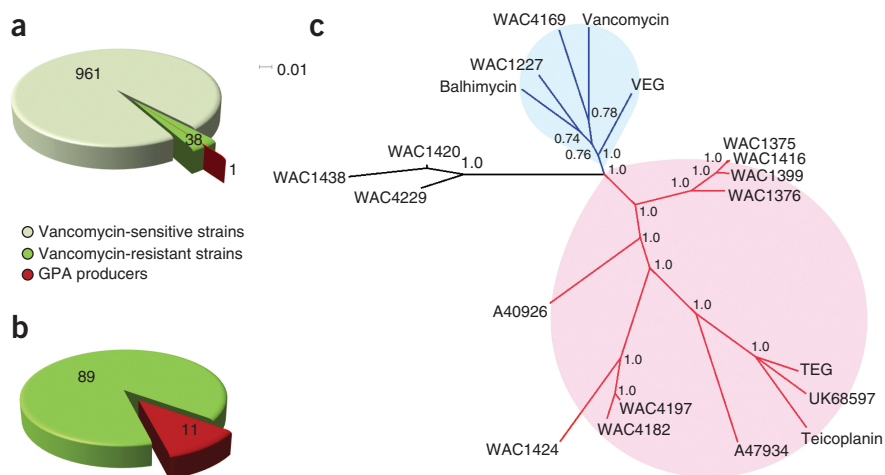 a
961
38
1
Vancomycin-sensitive strains
Vancomycin-resistant strains
GPA producers
b
89
11
c
0.01
WAC4169
Vancomycin
WAC1227
Balhimycin
VEG
0.78
0.74
0.76
1.0
1.0
WAC1420
1.0
WAC1438
WAC4229
WAC1375
1.0
WAC1416
1.0
1.0
WAC1399
WAC1376
1.0
1.0
A40926
1.0
1.0
1.0
1.0
TEG
1.0
WAC4197
UK68597
WAC4182
WAC1424
A47934
Teicoplanin